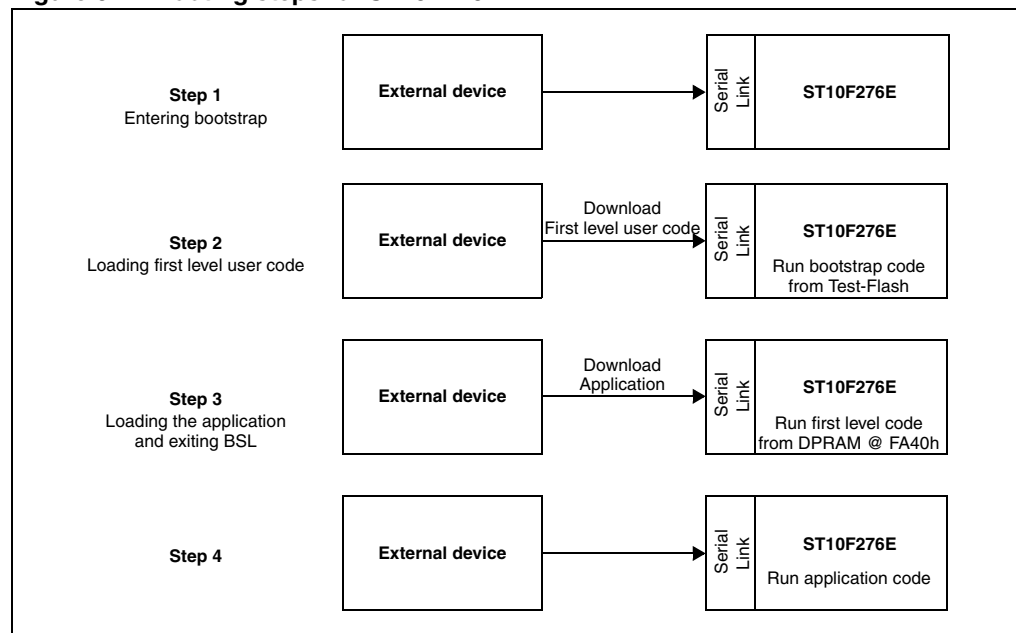 Step 1
Entering bootstrap
External device
Serial
Link
ST10F276E
Step 2
Loading first level user code
External device
Download
First level user code
Serial
Link
ST10F276E
Run bootstrap code
from Test-Flash
Step 3
Loading the application
and exiting BSL
External device
Download
Application
Serial
Link
ST10F276E
Run first level code
from DPRAM @ FA40h
Step 4
External device
Serial
Link
ST10F276E
Run application code